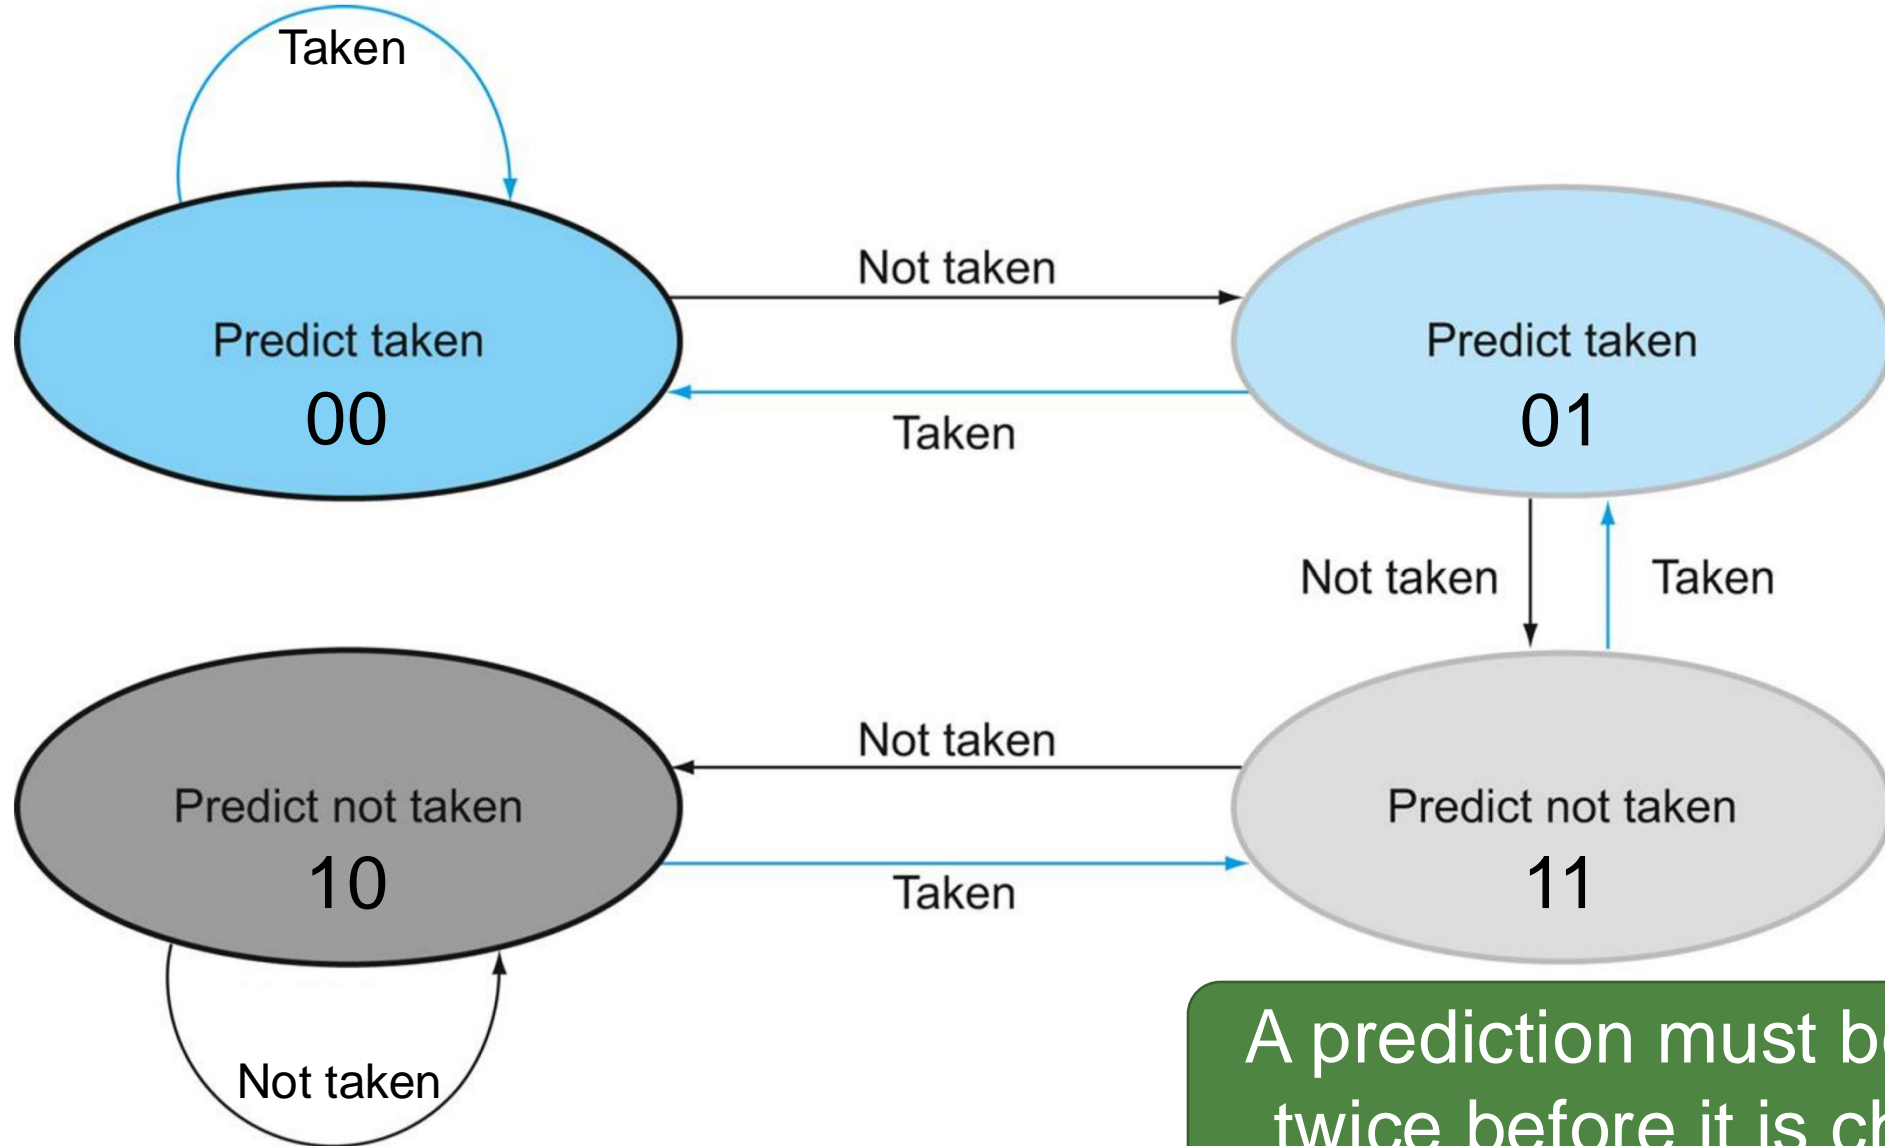 Taken
Not taken
Predict taken
00
Predict taken
01
Taken
Not taken
Taken
Not taken
Predict not taken
10
Predict not taken
11
Taken
Not taken
A prediction must
twice before it is